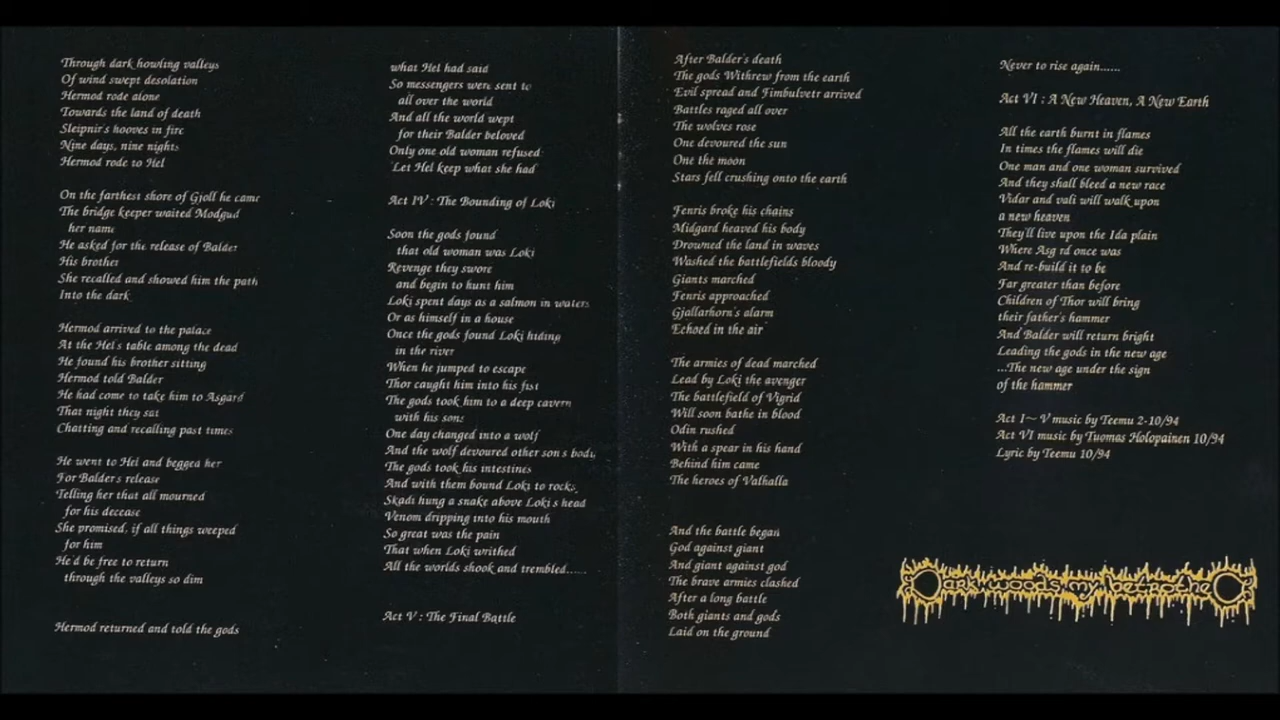 Through dark howling valleys
Of wind swept desolation
Hermod rode alone
Towards the land of death
Sleipnir's hooves in fire
Nine days, nine nights
Hermod rode to Hel
On the farthest shore of Gjoll he came
The bridge keeper waited Modgud
her name
He asked for the release of Balder
His brother
She recalled and showed him the path
Into the dark
Hermod arrived to the palace
At the Hel's table among the dead
He found his brother sitting
Hermod told Balder
He had come to take him to Asgard
That night they sat
Chatting and recalling past times
He went to Hel and begged her
For Balder's release
Telling her that all mourned
for his decease
She promised, if all things weeped
for him
He'd be free to return
through the valleys so dim
Hermod returned and told the gods
what Hel had said
So messengers were sent to
all over the world
And all the world wept
for their Balder beloved
Only one old woman refused
'Let Hel keep what she had'
Act IV : The Bounding of Loki
Soon the gods found
that old woman was Loki
Revenge they swore
and begin to hunt him
Loki spent days as a salmon in waters
Or as himself in a house
Once the gods found Loki hiding
in the river
When he jumped to escape
Thor caught him into his fist
The gods took him to a deep cavern
with his sons
One day changed into a wolf
And the wolf devoured other son's body
The gods took his intestines
And with them bound Loki to rocks
Skadi hung a snake above Loki's head
Venom dripping into his mouth
So great was the pain
That when Loki writhed
All the worlds shook and trembled......
Act V : The Final Battle
After Balder's death
The gods Withrew from the earth
Evil spread and Fimbulvetr arrived
Battles raged all over
The wolves rose
One devoured the sun
One the moon
Stars fell crushing onto the earth
Fenris broke his chains
Midgard heaved his body
Drowned the land in waves
Washed the battlefields bloody
Giants marched
Fenris approached
Gjallarhorn's alarm
Echoed in the air
The armies of dead marched
Lead by Loki the avenger
The battlefield of Vigrid
Will soon bathe in blood
Odin rushed
With a spear in his hand
Behind him came
The heroes of Valhalla
And the battle began
God against giant
And giant against god
The brave armies clashed
After a long battle
Both giants and gods
Laid on the ground
Never to rise again......
Act VI : A New Heaven, A New Earth
All the earth burnt in flames
In times the flames will die
One man and one woman survived
And they shall bleed a new race
Vidar and vali will walk upon
a new heaven
They'll live upon the Ida plain
Where Asg rd once was
And re-build it to be
Far greater than before
Children of Thor will bring
their father's hammer
And Balder will return bright
Leading the gods in the new age
...The new age under the sign
of the hammer
Act I~ V music by Teemu 2-10/94
Act VI music by Tuomas Holopainen 10/94
Lyric by Teemu 10/94
Dark woods my betrothed